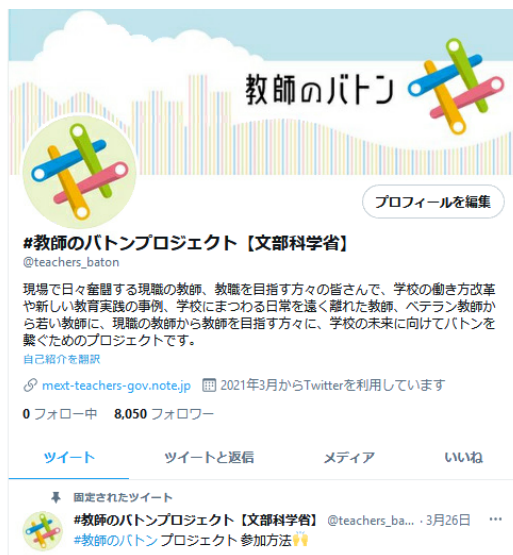 教師のバトン
プロフィールを編集
#教師のバトンプロジェクト【文部科学省】
@teachers_baton
現場で日々奮闘する現職の教師、教職を目指す方々の皆さんで、学校の働き方改革
や新しい教育実践の事例、学校にまつわる日常を遠く離れた教師、ベテラン教師か
ら若い教師に、現職の教師から教師を目指す方々に、学校の未来に向けてバトンを
繋ぐためのプロジェクトです。
自己紹介を翻訳
mext-teachers-gov.note.jp 2021年3月からTwitterを利用しています
0 フォロー中 8,050 フォロワー
ツイート ツイートと返信 メディア いいね
固定されたツイート
#教師のバトンプロジェクト【文部科学省】 @teachers_ba... · 3月26日 ···
#教師のバトン プロジェクト 参加方法🙌